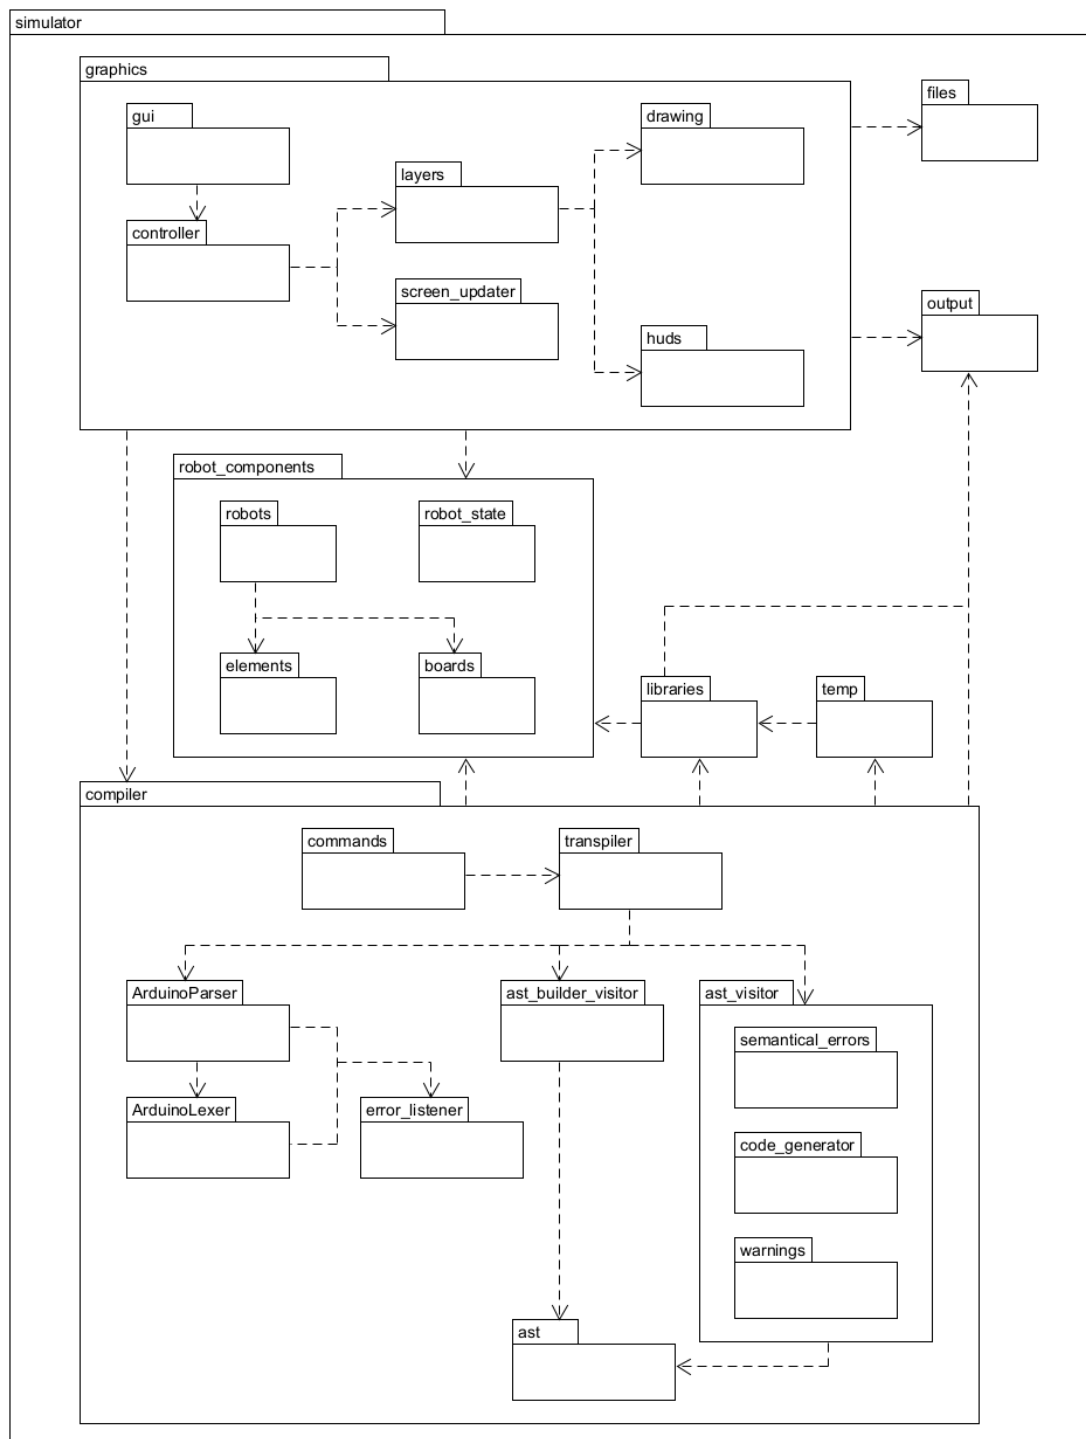 simulator
graphics
gui
drawing
files
layers
controller
screen_updater
output
huds
robot_components
robots
robot_state
elements
boards
libraries
temp
compiler
commands
transpiler
ArduinoParser
ast_builder_visitor
ast_visitor
semantical_errors
ArduinoLexer
error_listener
code_generator
warnings
ast